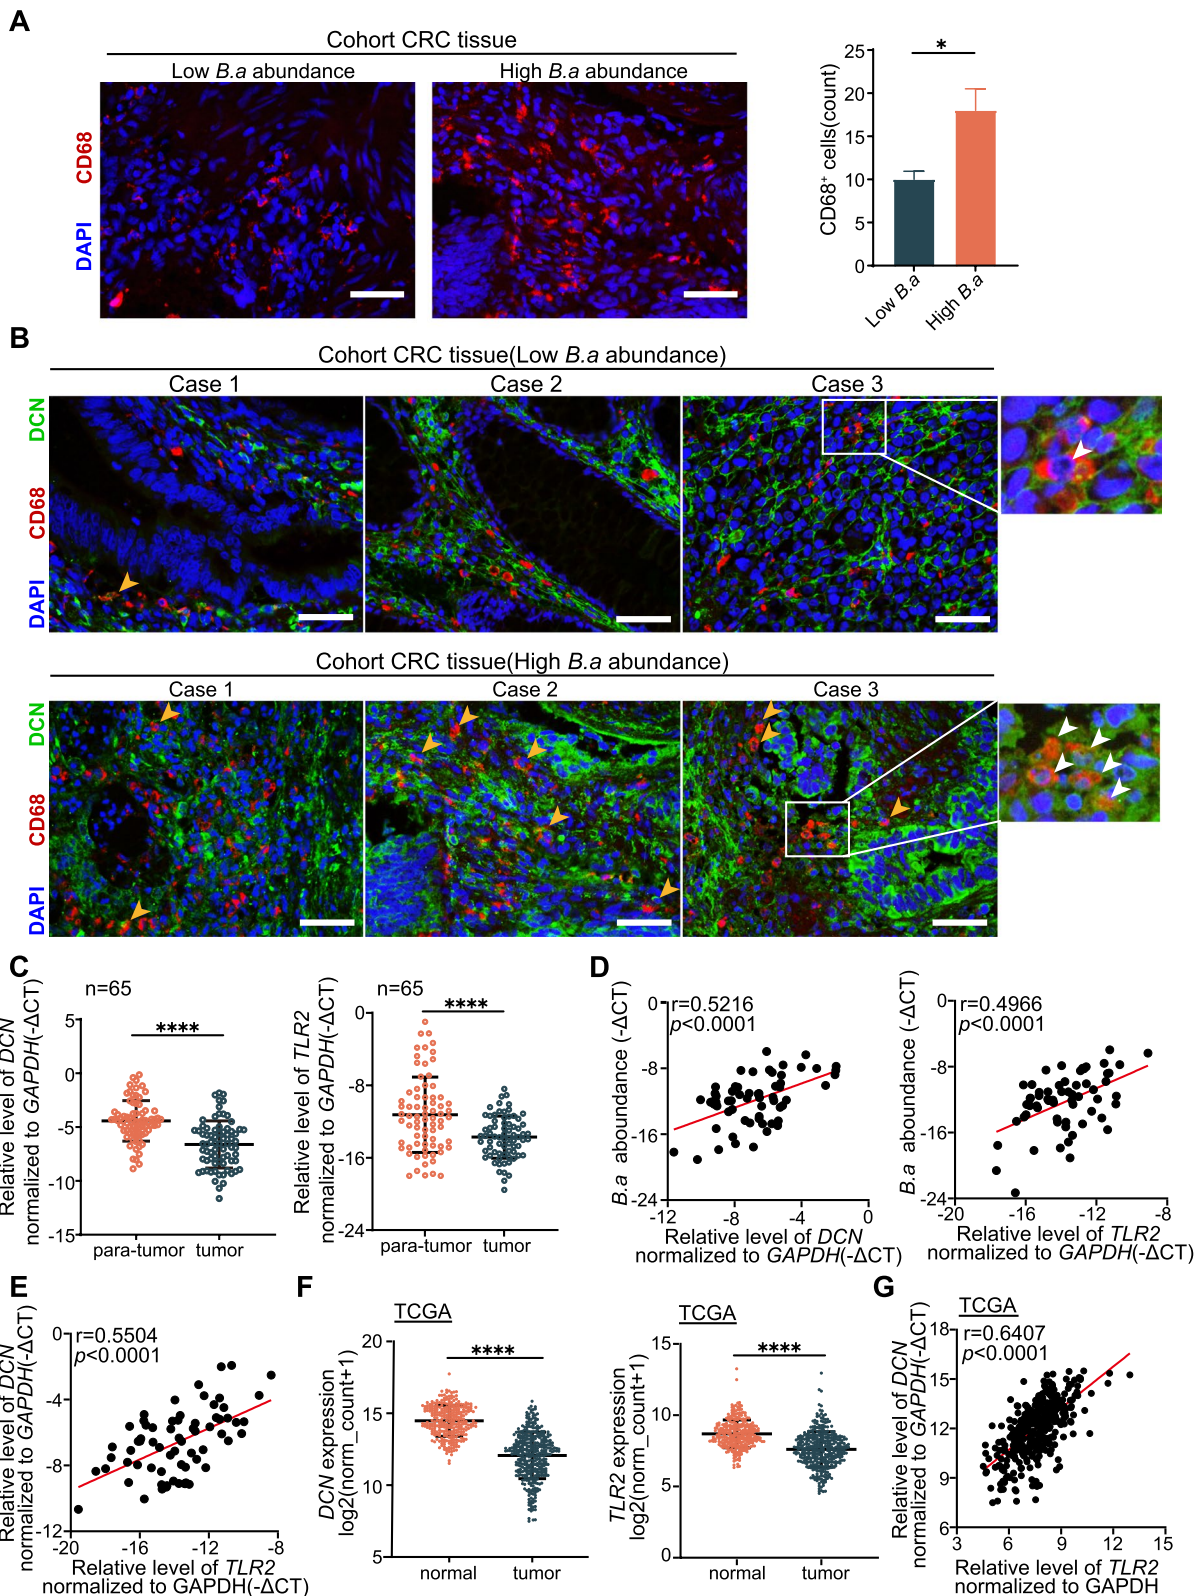 A
Cohort CRC tissue
Low B.a abundance
High B.a abundance
CD68
DAPI
25
20
15
10
5
0
CD68+ cells(count)
*
Low B.a
High B.a
B
Cohort CRC tissue(Low B.a abundance)
Case 1
Case 2
Case 3
DCN
CD68
DAPI
Cohort CRC tissue(High B.a abundance)
Case 1
Case 2
Case 3
DCN
CD68
DAPI
C
n=65
****
Relative level of DCN
normalized to GAPDH(-ΔCT)
5
0
-5
-10
-15
para-tumor
tumor
n=65
****
Relative level of TLR2
normalized to GAPDH(-ΔCT)
0
-8
-16
-24
para-tumor
tumor
D
r=0.5216
p<0.0001
B.a aboundance (-ΔCT)
0
-8
-16
-24
-12
-8
-4
0
Relative level of DCN
normalized to GAPDH(-ΔCT)
r=0.4966
p<0.0001
B.a aboundance (-ΔCT)
0
-8
-16
-24
-20
-16
-12
-8
Relative level of TLR2
normalized to GAPDH(-ΔCT)
E
r=0.5504
p<0.0001
Relative level of DCN
normalized to GAPDH(-ΔCT)
0
-4
-8
-12
-20
-16
-12
-8
Relative level of TLR2
normalized to GAPDH(-ΔCT)
F
TCGA
****
DCN expression
log2(norm_count+1)
20
15
10
5
normal
tumor
TCGA
****
TLR2 expression
log2(norm_count+1)
15
10
5
0
normal
tumor
G
TCGA
r=0.6407
p<0.0001
Relative level of DCN
normalized to GAPDH(-ΔCT)
18
15
12
9
6
3
6
9
12
15
Relative level of TLR2
normalized to GAPDH